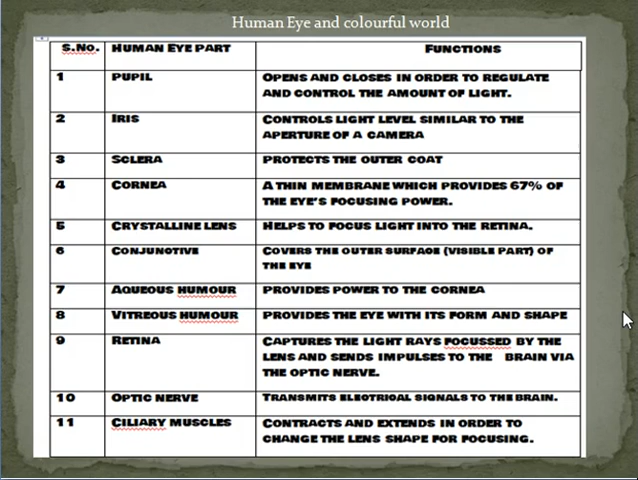 Human Eye and colourful world
S.No. Human Eye part Functions
1 Pupil Opens and closes in order to regulate
and control the amount of light.
2 Iris Controls light level similar to the
aperture of a camera
3 Sclera Protects the outer coat
4 Cornea A thin membrane which provides 67% of
the eye's focusing power.
5 Crystalline lens Helps to focus light into the retina.
6 Conjunctive Covers the outer surface (visible part) of
the eye
7 Aqueous humour Provides power to the cornea
8 Vitreous humour Provides the eye with its form and shape
9 Retina Captures the light rays focussed by the
lens and sends impulses to the brain via
the optic nerve.
10 Optic nerve Transmits electrical signals to the brain.
11 Ciliary muscles Contracts and extends in order to
change the lens shape for focusing.